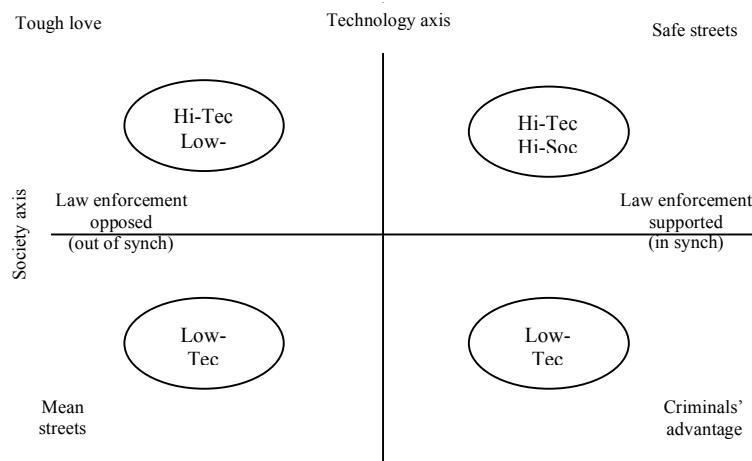 Tough love
Technology axis
Safe streets
Hi-Tec
Low-
Hi-Tec
Hi-Soc
Society axis
Law enforcement
opposed
(out of synch)
Law enforcement
supported
(in synch)
Low-
Tec
Low-
Tec
Mean
streets
Criminals’
advantage